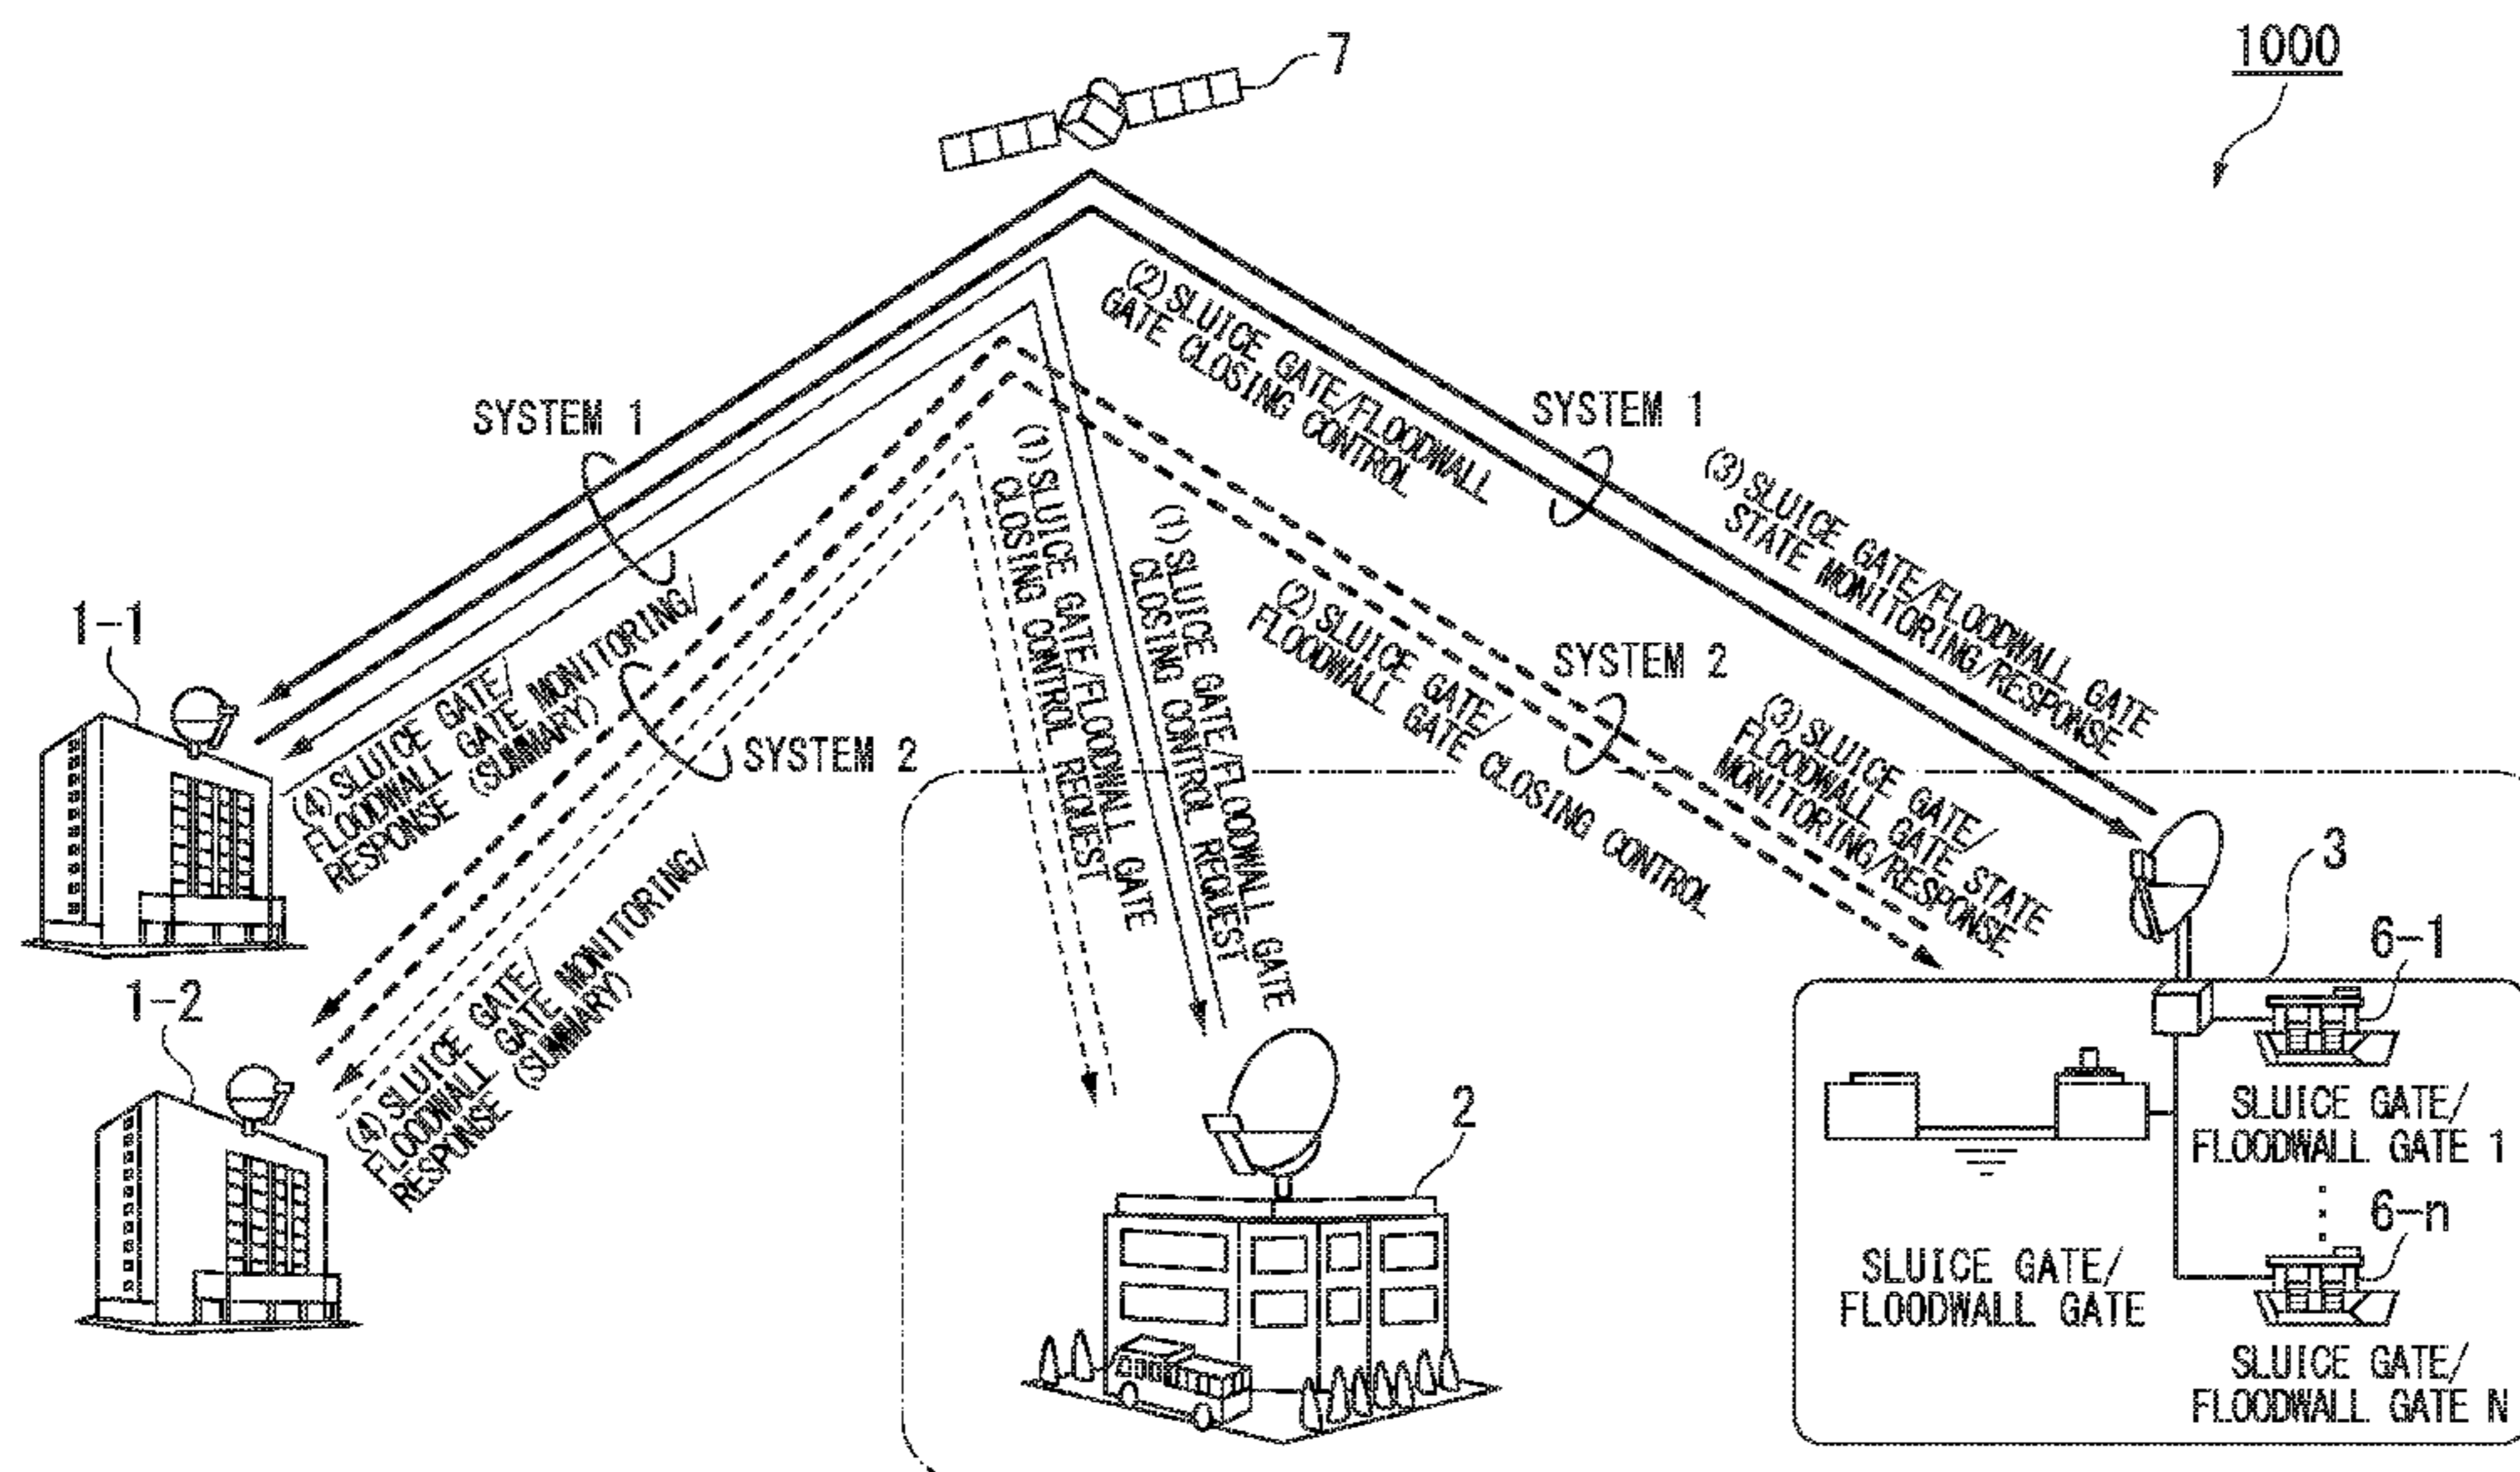 1000
7
(2) SLUICE GATE/FLOODWALL
GATE CLOSING CONTROL
SYSTEM 1
SYSTEM 1
(3) SLUICE GATE/FLOODWALL GATE
STATE MONITORING/RESPONSE
(1) SLUICE GATE/FLOODWALL GATE
CLOSING CONTROL REQUEST
(1) SLUICE GATE/FLOODWALL GATE
CLOSING CONTROL REQUEST
(2) SLUICE GATE/
FLOODWALL GATE CLOSING CONTROL
SYSTEM 2
(3) SLUICE GATE/
FLOODWALL GATE STATE
MONITORING/RESPONSE
1-1
(4) SLUICE GATE/
FLOODWALL GATE MONITORING/
RESPONSE (SUMMARY)
SYSTEM 2
1-2
(4) SLUICE GATE/
FLOODWALL GATE MONITORING/
RESPONSE (SUMMARY)
2
3
6-1
SLUICE GATE/
FLOODWALL GATE 1
6-n
SLUICE GATE/
FLOODWALL GATE
SLUICE GATE/
FLOODWALL GATE N